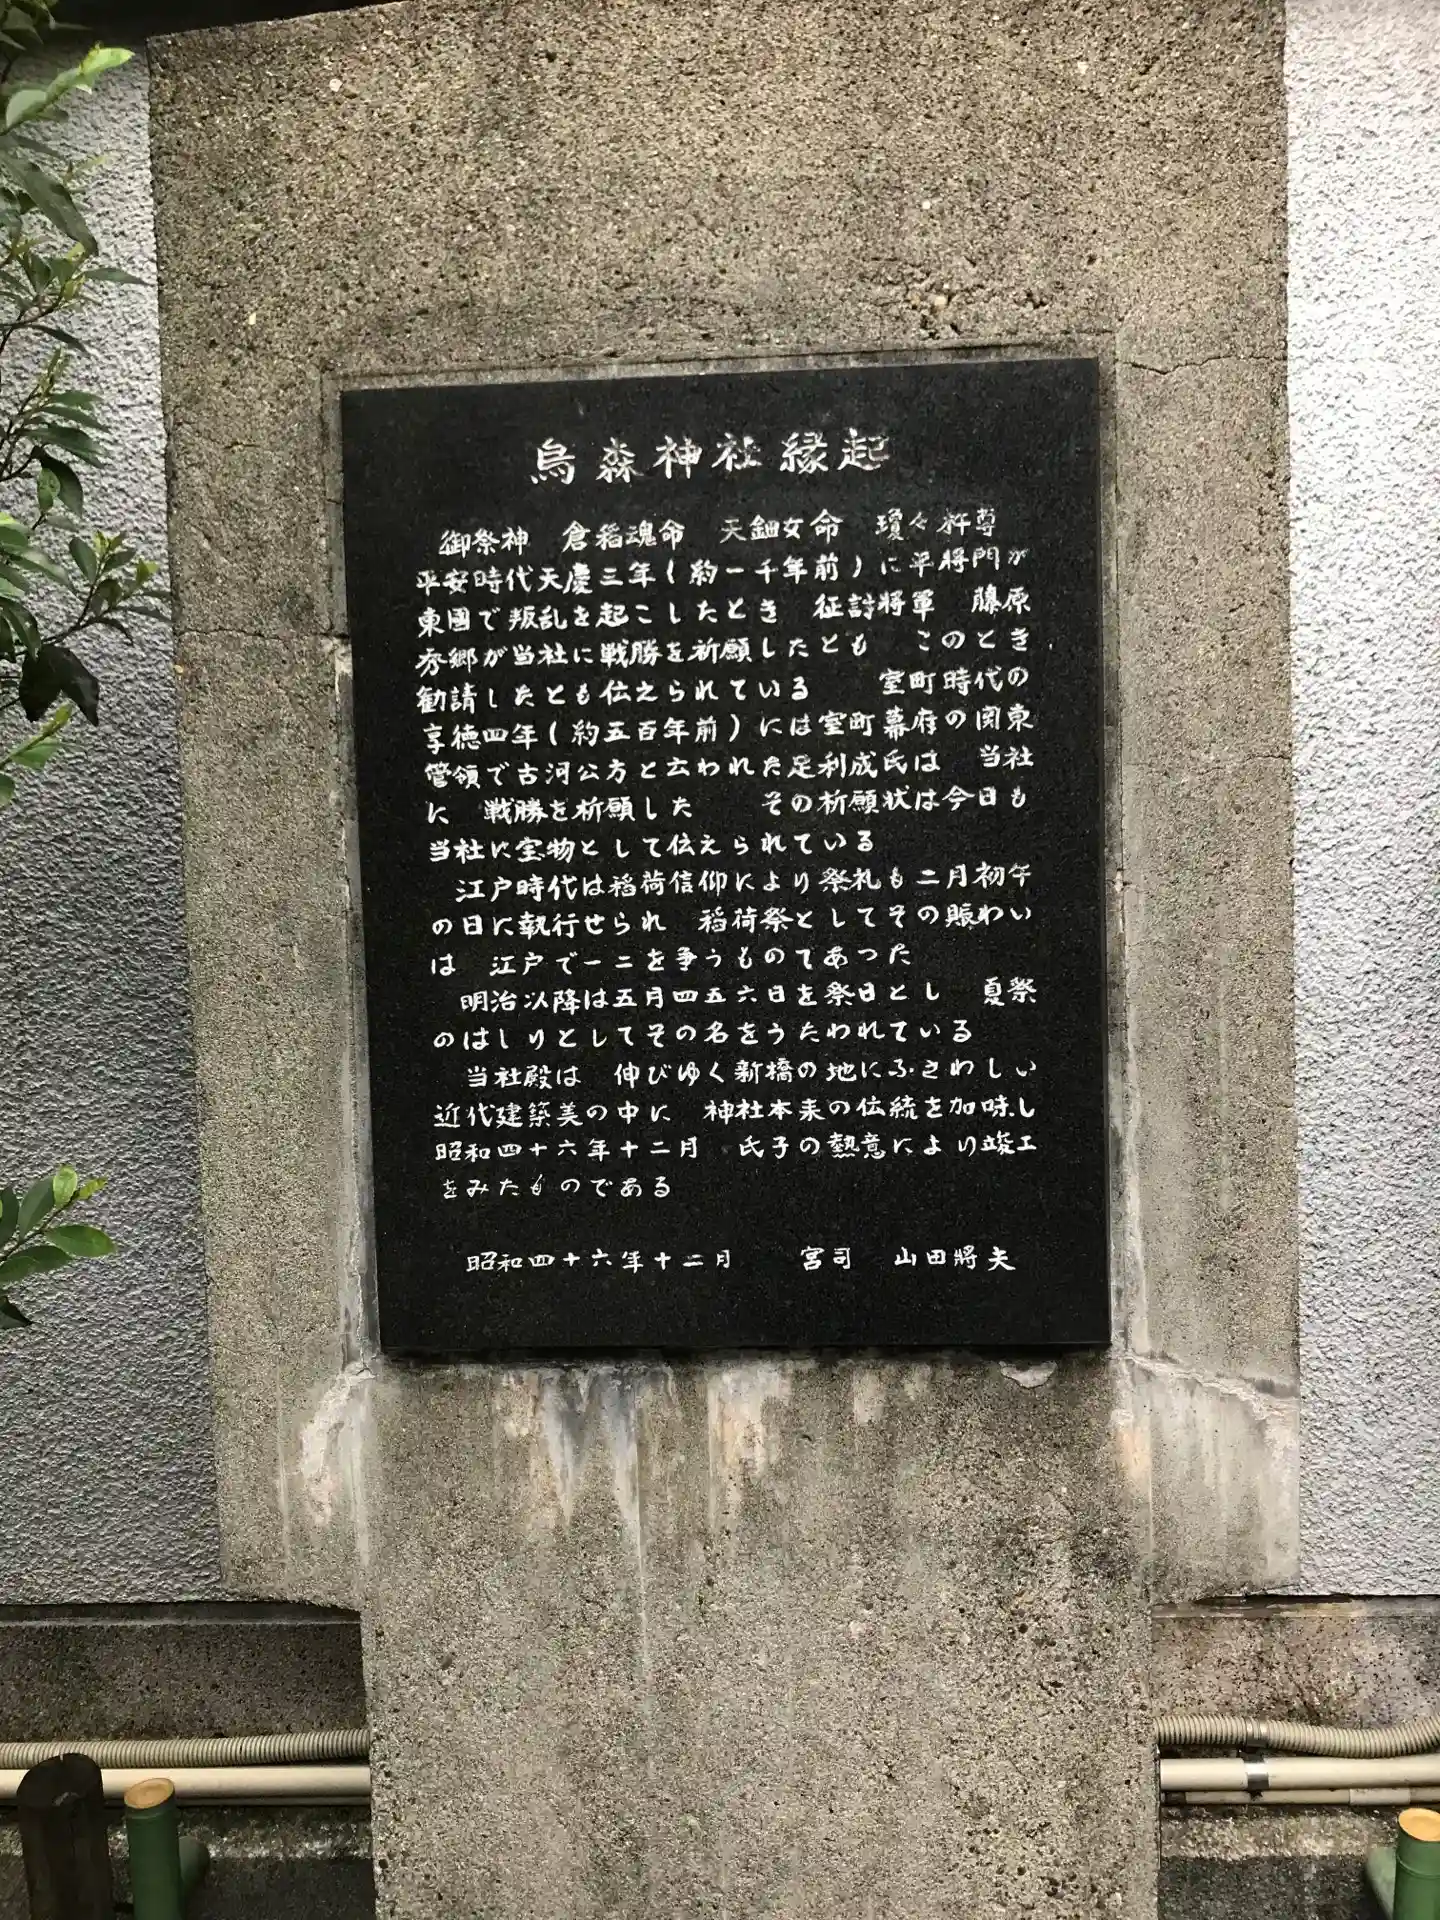 烏森神社縁起
御祭神　倉稲魂命　天鈿女命　瓊々杵尊
平安時代天慶三年(約一千年前)に平將門が
東國で叛乱を起こしたとき　征討將軍　藤原
秀郷が当社に戦勝を祈願したとも　このとき
勧請したとも伝えられている　　室町時代の
享徳四年(約五百年前)には室町幕府の関東
管領で古河公方と云われた足利成氏は　当社
に　戦勝を祈願した　　その祈願状は今日も
当社に宝物として伝えられている
江戸時代は稲荷信仰により祭礼も二月初午
の日に執行せられ　稲荷祭としてその賑わい
は　江戸で一二を争うものてあつた
明治以降は五月四五六日を祭日とし　夏祭
のはしりとしてその名をうたわれている
当社殿は　伸びゆく新橋の地にふさわしい
近代建築美の中に　神社本来の伝統を加味し
昭和四十六年十二月　氏子の熱意により竣工
をみたものである
昭和四十六年十二月　　宮司　山田將夫